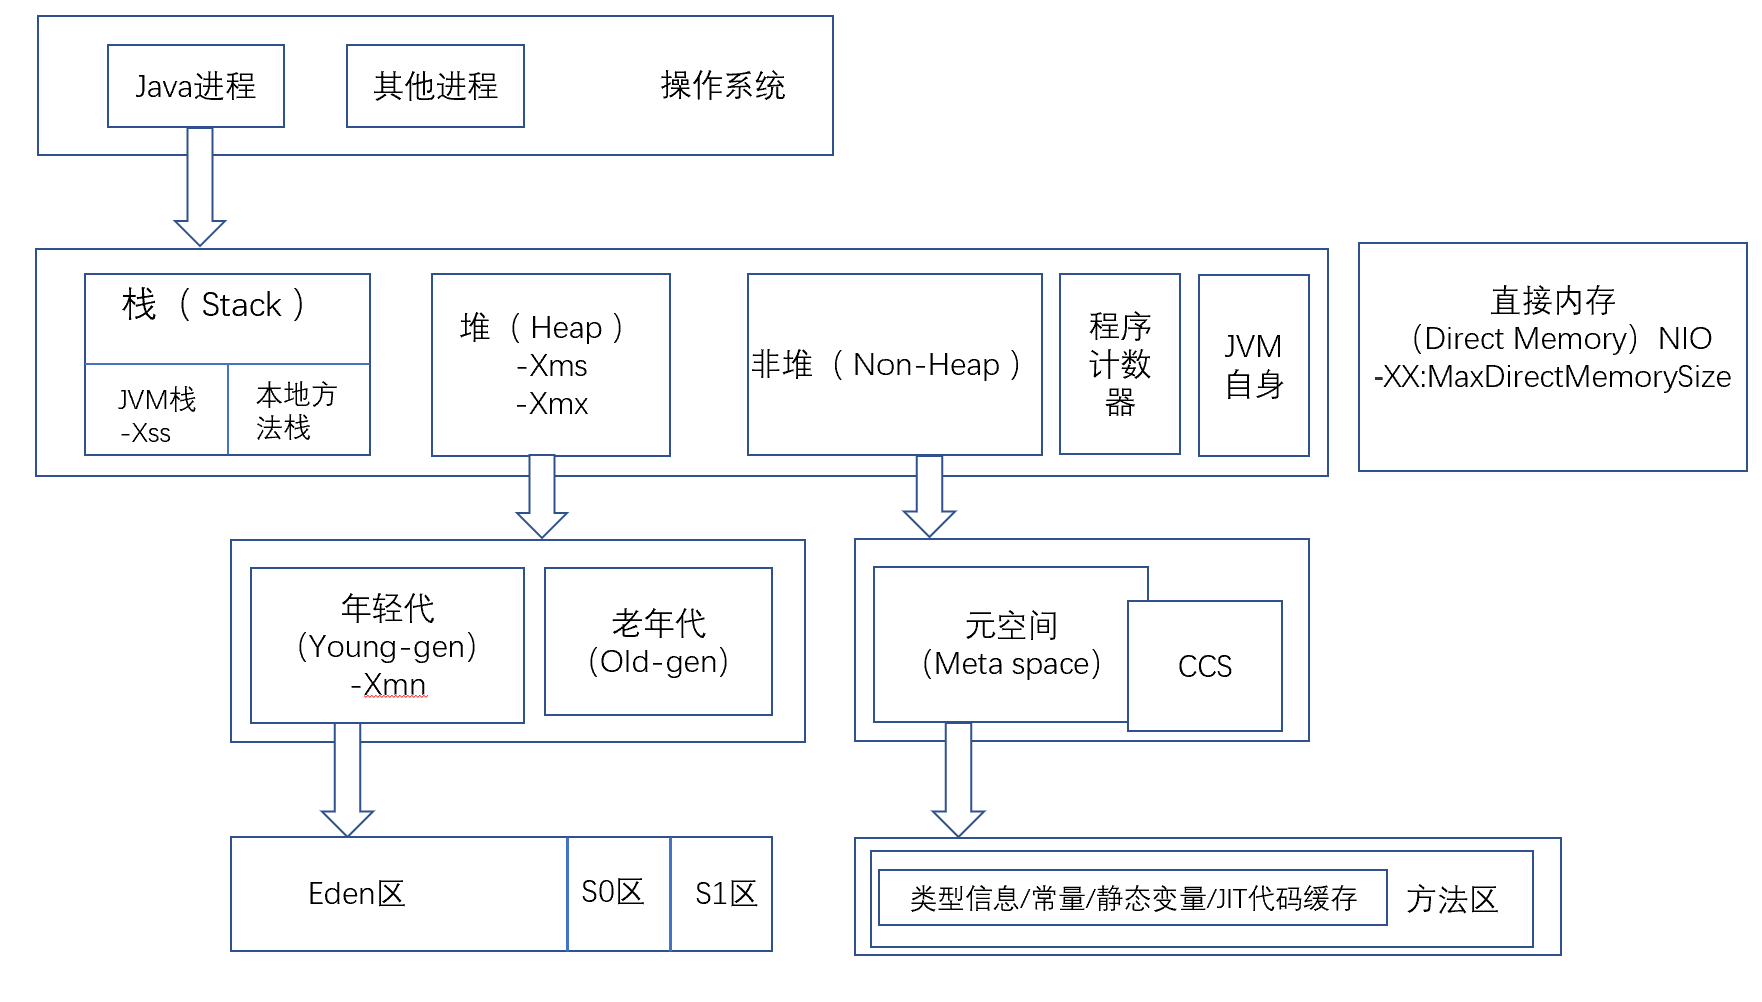 Java进程
其他进程
操作系统
栈（ Stack ）
JVM栈
-Xss
本地方
法栈
堆（ Heap ）
-Xms
-Xmx
非堆（ Non-Heap ）
程序
计数
器
JVM
自身
直接内存
（Direct Memory）NIO
-XX:MaxDirectMemorySize
年轻代
（Young-gen）
-Xmn
老年代
（Old-gen）
元空间
（Meta space）
CCS
Eden区
S0区
S1区
类型信息/常量/静态变量/JIT代码缓存
方法区